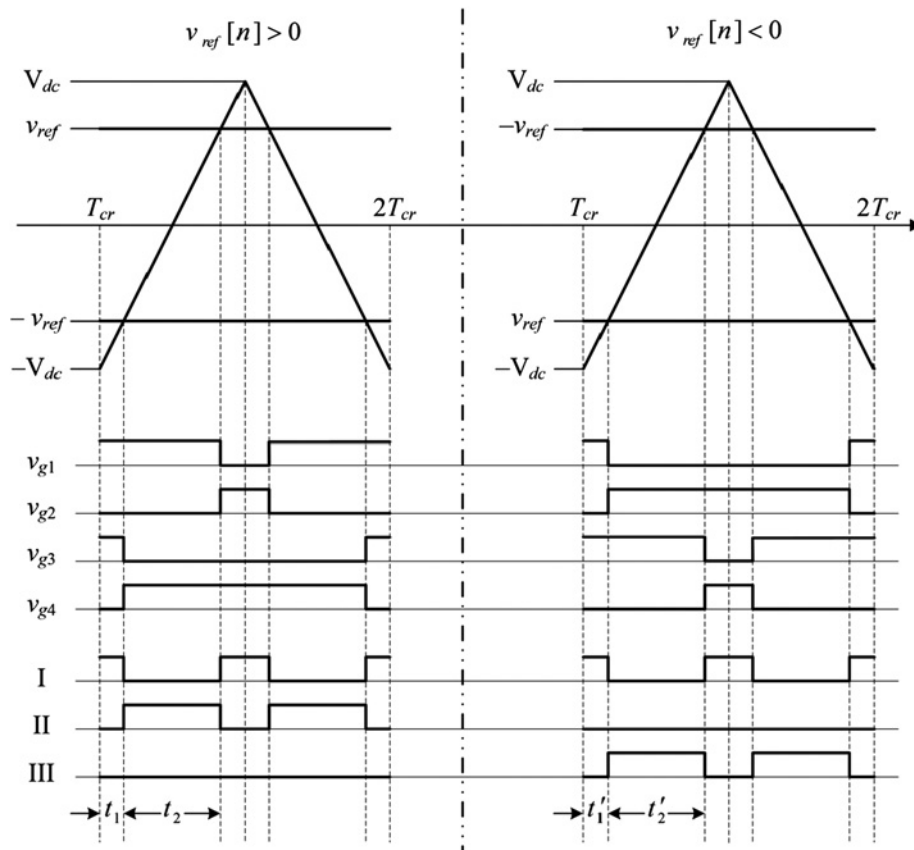 v_ref [n] > 0
V_dc
v_ref
T_cr
2T_cr
− v_ref
−V_dc
v_g1
v_g2
v_g3
v_g4
I
II
III
t_1
t_2
v_ref [n] < 0
V_dc
−v_ref
T_cr
2T_cr
v_ref
−V_dc
t′_1
t′_2